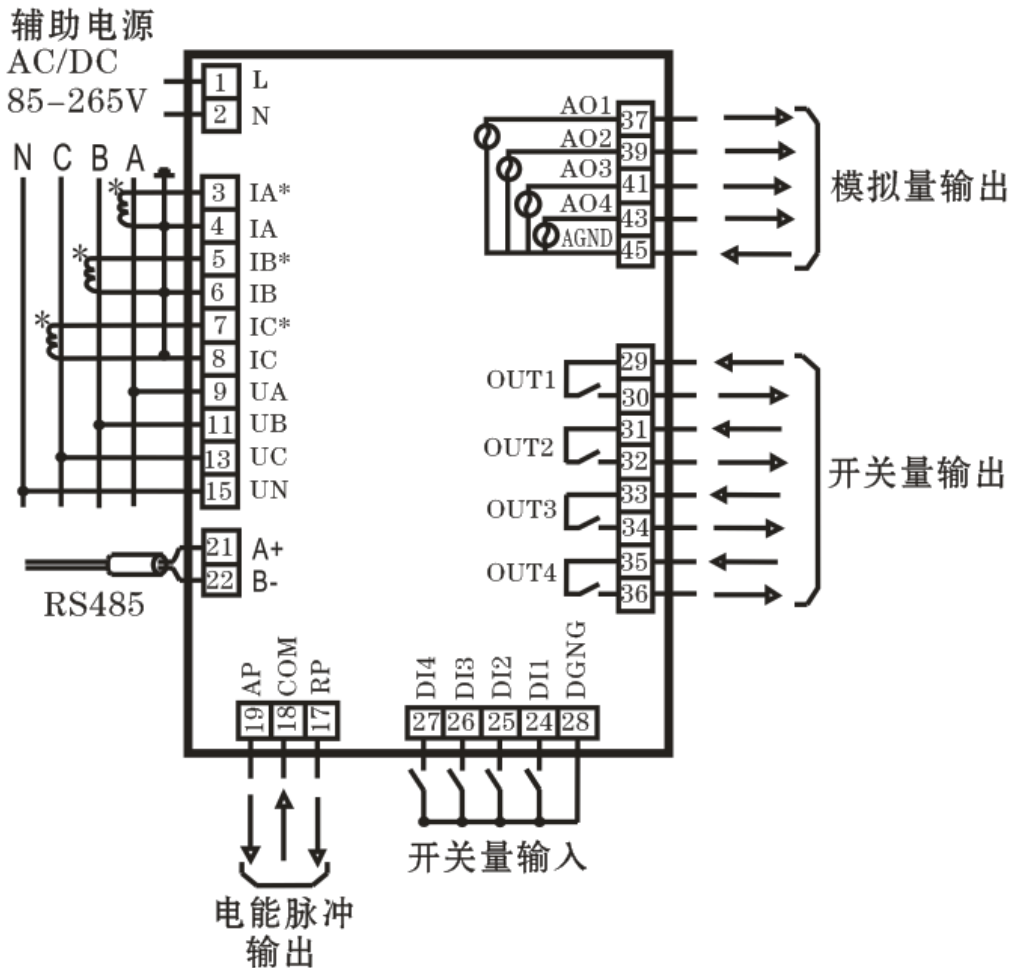 辅助电源
AC/DC
85-265V
1 L
2 N
N C B A
* 3 IA*
4 IA
* 5 IB*
6 IB
* 7 IC*
8 IC
9 UA
11 UB
13 UC
15 UN
21 A+
22 B-
RS485
AO1 37
AO2 39
AO3 41
AO4 43
AGND 45
模拟量输出
OUT1 29
30
OUT2 31
32
OUT3 33
34
OUT4 35
36
开关量输出
AP COM RP
19 18 17
电能脉冲
输出
DI4 DI3 DI2 DI1 DGNG
27 26 25 24 28
开关量输入